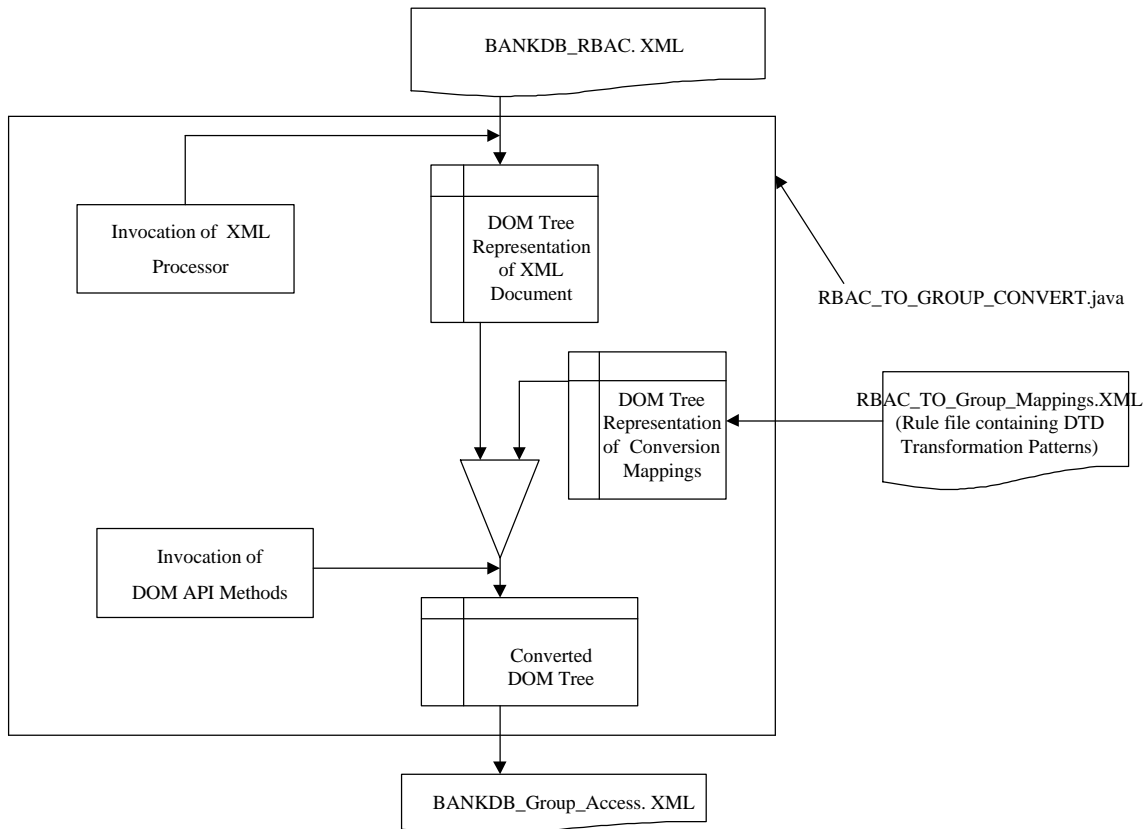 BANKDB_RBAC. XML
Invocation of XML
Processor
DOM Tree
Representation
of XML
Document
RBAC_TO_GROUP_CONVERT.java
DOM Tree
Representation
of Conversion
Mappings
RBAC_TO_Group_Mappings.XML
(Rule file containing DTD
Transformation Patterns)
Invocation of
DOM API Methods
Converted
DOM Tree
BANKDB_Group_Access. XML